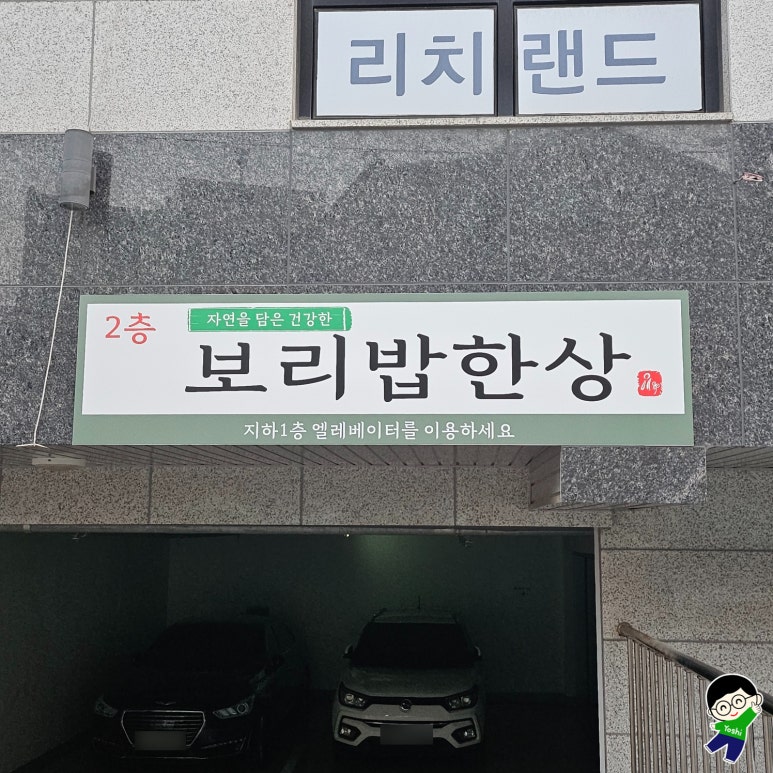 리치랜드
2층
자연을 담은 건강한
보리밥한상
지하1층 엘레베이터를 이용하세요
Yoshi